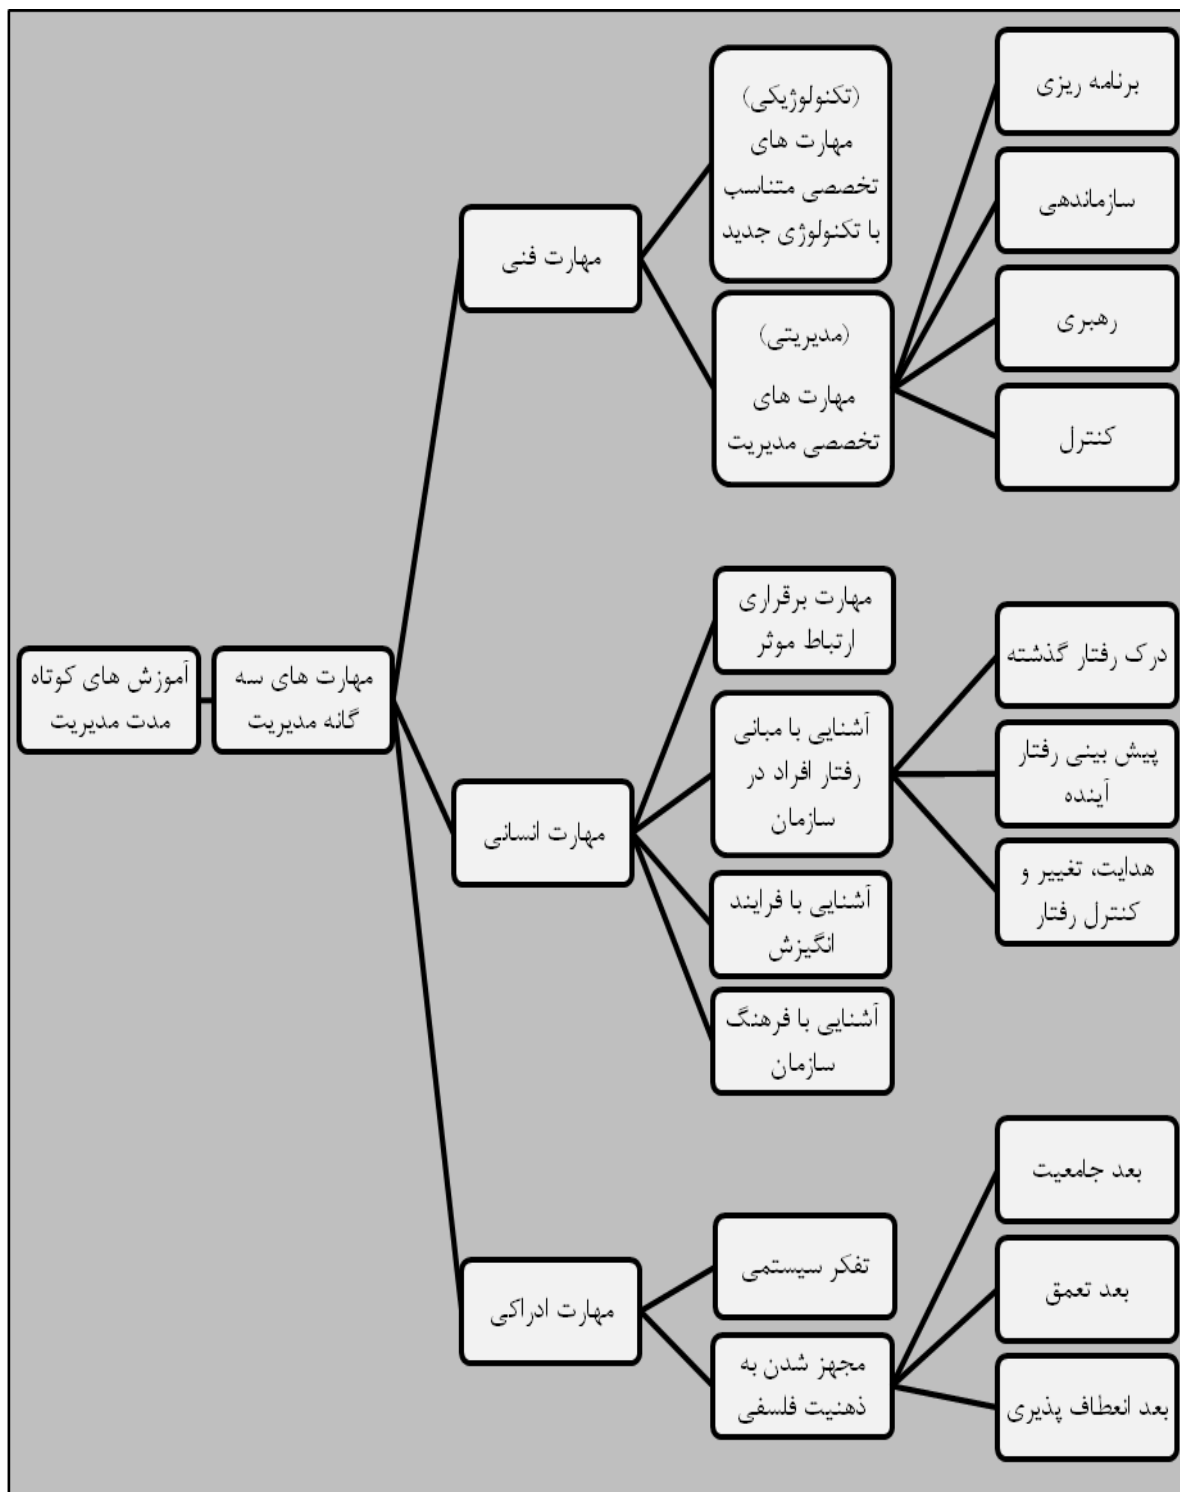 آموزش های کوتاه
مدت مدیریت
مهارت های سه
گانه مدیریت
مهارت فنی
(تکنولوژیکی)
مهارت های
تخصصی متناسب
با تکنولوژی جدید
(مدیریتی)
مهارت های
تخصصی مدیریت
برنامه ریزی
سازماندهی
رهبری
کنترل
مهارت انسانی
مهارت برقراری
ارتباط موثر
آشنایی با مبانی
رفتار افراد در
سازمان
درک رفتار گذشته
پیش بینی رفتار
آینده
هدایت، تغییر و
کنترل رفتار
آشنایی با فرایند
انگیزش
آشنایی با فرهنگ
سازمان
مهارت ادراکی
تفکر سیستمی
مجهز شدن به
ذهنیت فلسفی
بعد جامعیت
بعد تعمق
بعد انعطاف پذیری